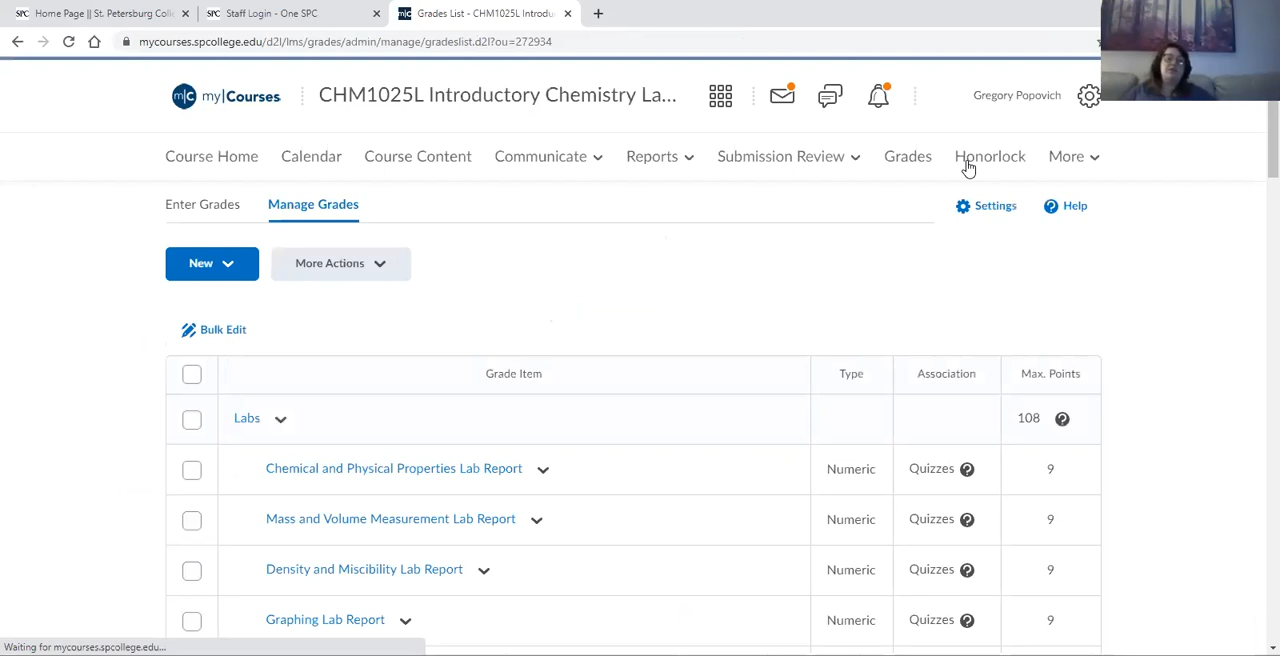 Home Page || St. Petersburg Coll
Staff Login - One SPC
Grades List - CHM1025L Introdu
mycourses.spcollege.edu/d2l/lms/grades/admin/manage/gradeslist.d2l?ou=272934
my|Courses CHM1025L Introductory Chemistry La... Gregory Popovich
Course Home Calendar Course Content Communicate Reports Submission Review Grades Honorlock More
Enter Grades Manage Grades Settings Help
New More Actions
Bulk Edit
Grade Item Type Association Max. Points
Labs 108
Chemical and Physical Properties Lab Report Numeric Quizzes 9
Mass and Volume Measurement Lab Report Numeric Quizzes 9
Density and Miscibility Lab Report Numeric Quizzes 9
Graphing Lab Report Numeric Quizzes 9
Waiting for mycourses.spcollege.edu...